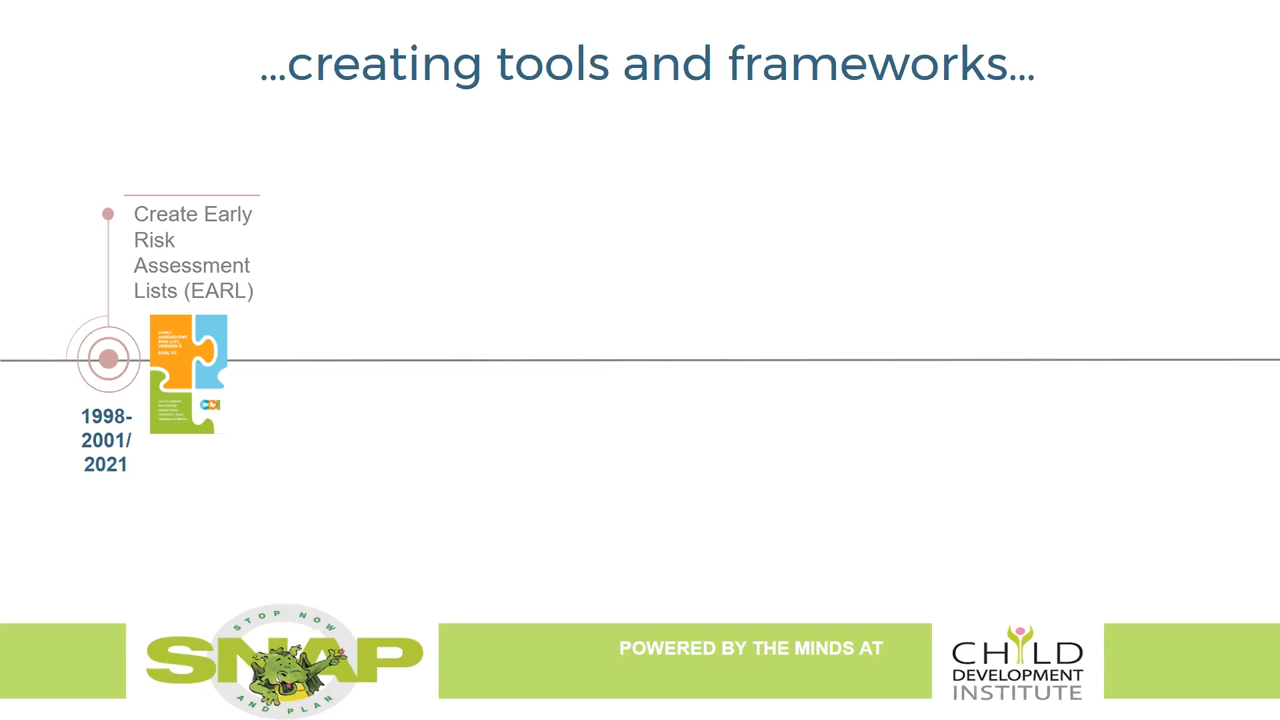 ...creating tools and frameworks...
Create Early
Risk
Assessment
Lists (EARL)
1998-
2001/
2021
STOP NOW
SNAP
AND PLAN
POWERED BY THE MINDS AT
CHILD
DEVELOPMENT
INSTITUTE